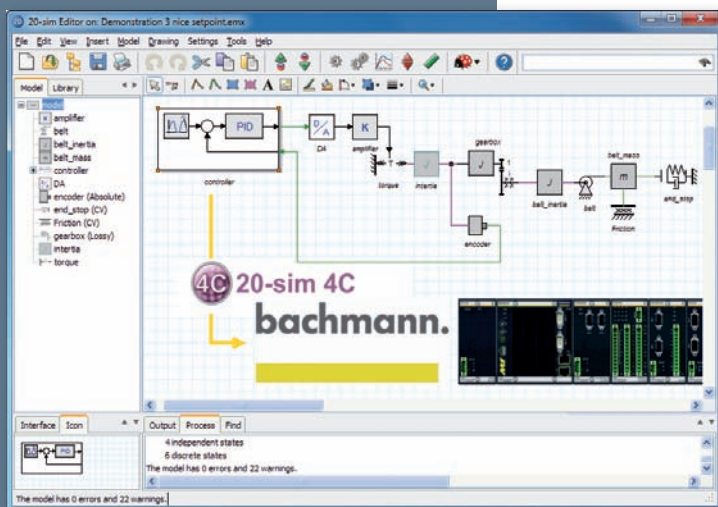 20-sim Editor on: Demonstration 3 nice setpoint.emx
File Edit View Insert Model Drawing Settings Tools Help
Model Library
model
amplifier
belt
belt_inertia
belt_mass
controller
DA
encoder (Absolute)
end_stop (CV)
Friction (CV)
gearbox (Lossy)
intertia
torque
PID
D/A
K
T
J
J
l
i
J
m
controller
DA
amplifier
torque
intertia
gearbox
encoder
belt_inertia
belt
belt_mass
Friction
end_stop
4C 20-sim 4C
bachmann.
Interface Icon
Output Process Find
PID
4 independent states
6 discrete states
The model has 0 errors and 22 warnings.
The model has 0 errors and 22 warnings.